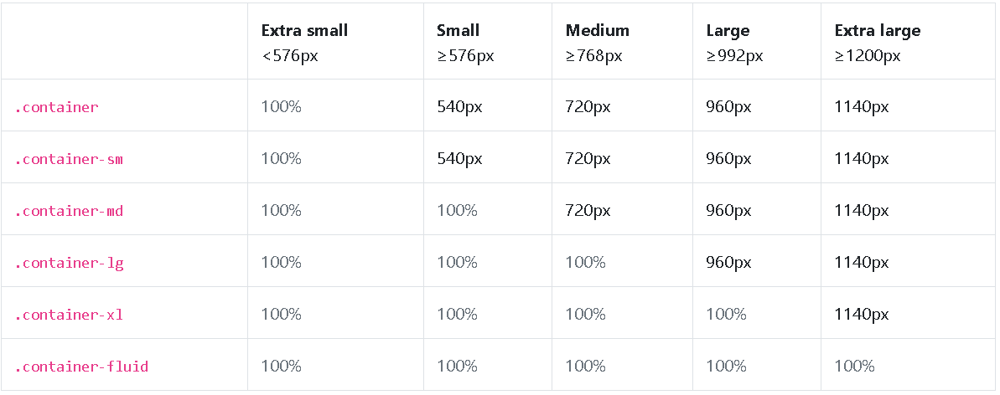 Extra small Small Medium Large Extra large
<576px ≥576px ≥768px ≥992px ≥1200px
.container 100% 540px 720px 960px 1140px
.container-sm 100% 540px 720px 960px 1140px
.container-md 100% 100% 720px 960px 1140px
.container-lg 100% 100% 100% 960px 1140px
.container-xl 100% 100% 100% 100% 1140px
.container-fluid 100% 100% 100% 100% 100%